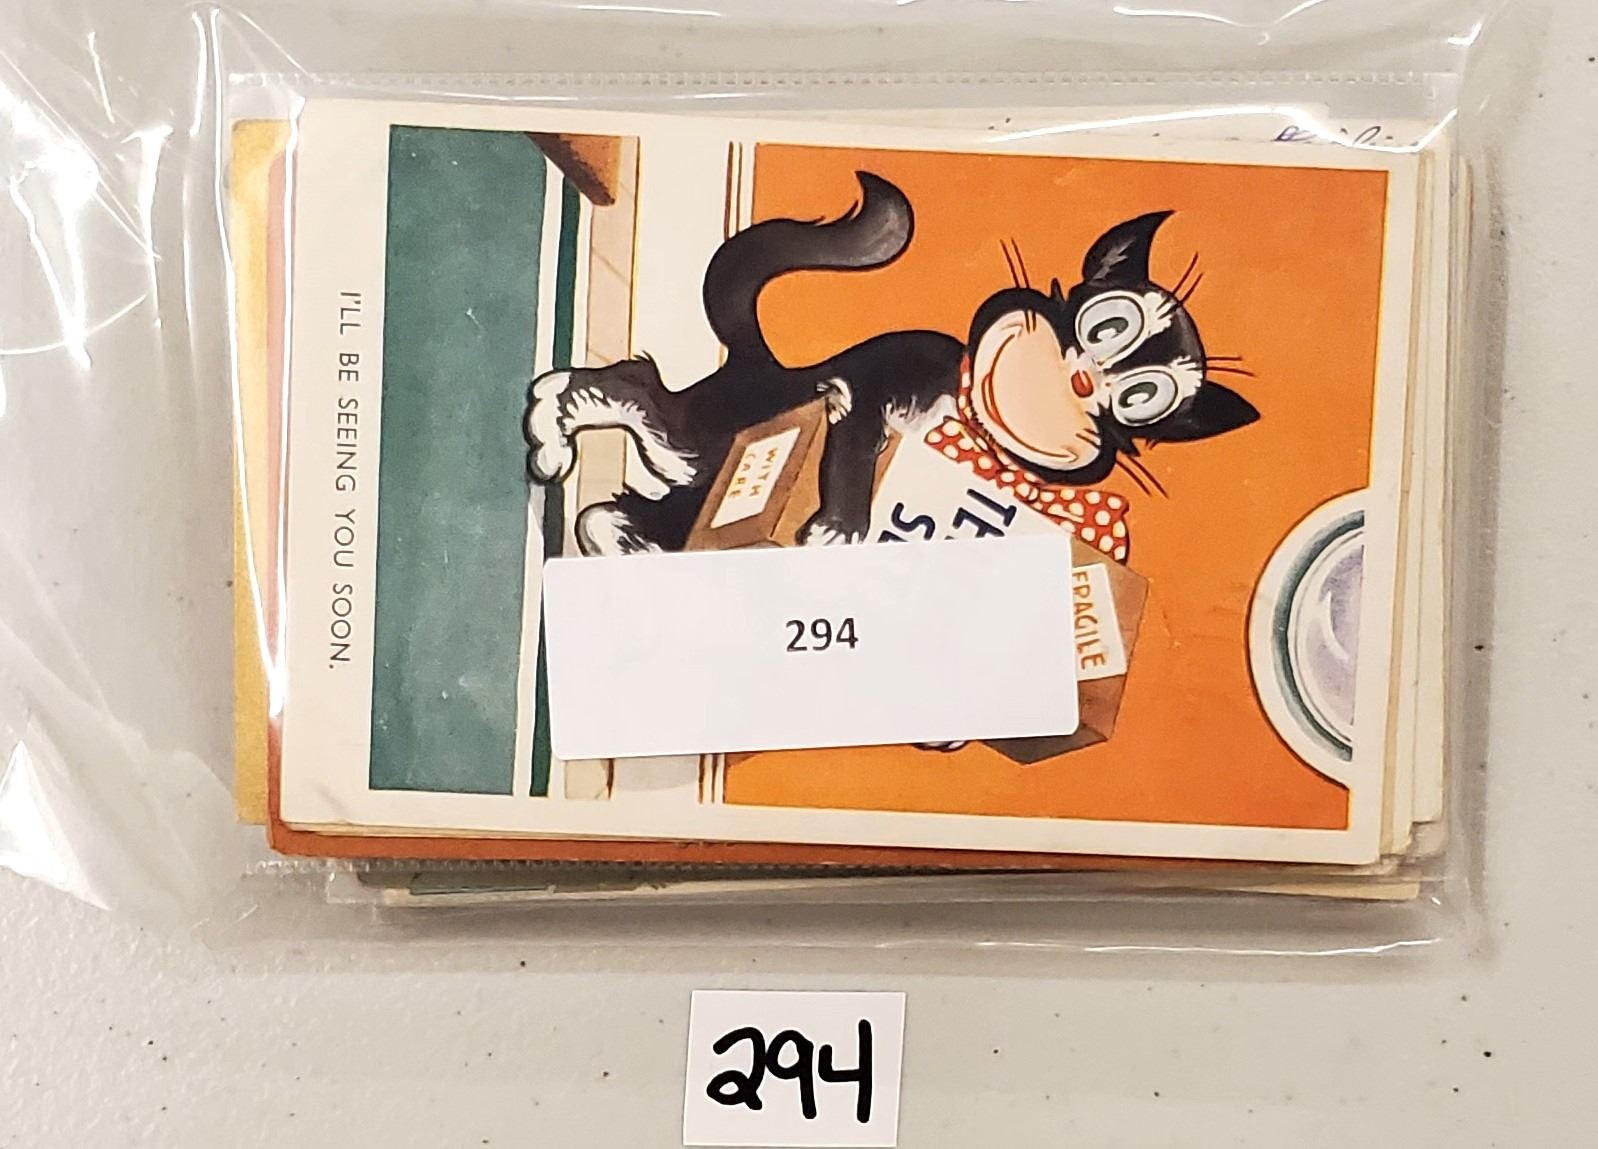 WITH
CARE
FRAGILE
I'LL BE SEEING YOU SOON.
294
294